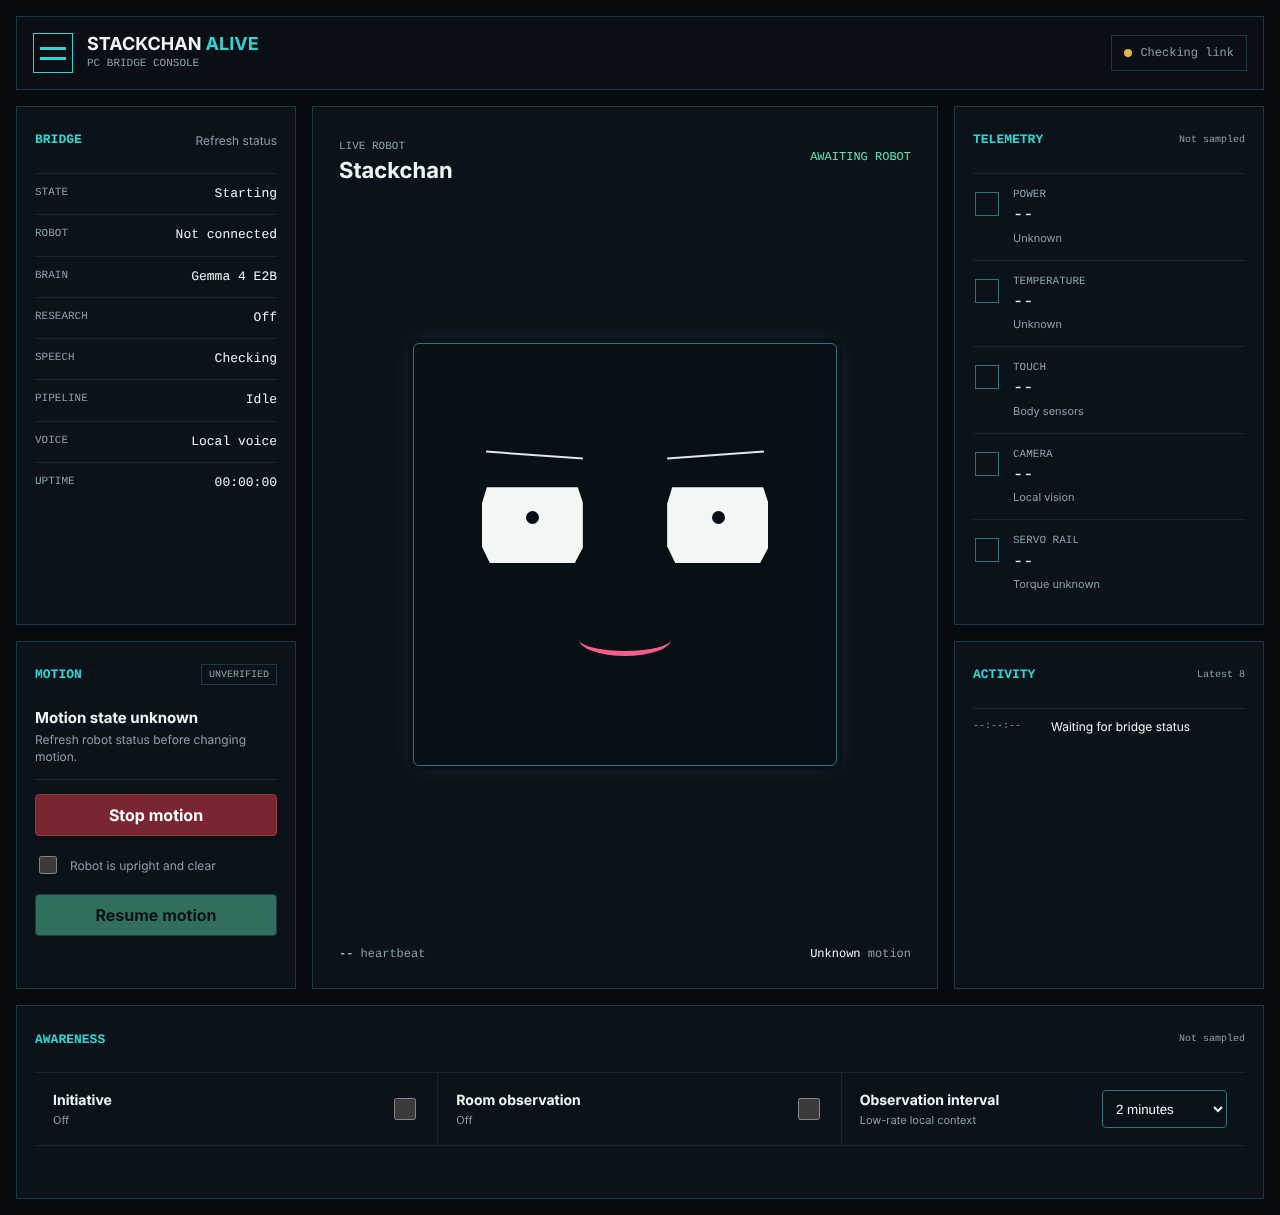 STACKCHAN ALIVE
PC BRIDGE CONSOLE
Checking link
BRIDGE
Refresh status
STATE
Starting
ROBOT
Not connected
BRAIN
Gemma 4 E2B
RESEARCH
Off
SPEECH
Checking
PIPELINE
Idle
VOICE
Local voice
UPTIME
00:00:00
MOTION
UNVERIFIED
Motion state unknown
Refresh robot status before changing
motion.
Stop motion
Robot is upright and clear
Resume motion
LIVE ROBOT
Stackchan
AWAITING ROBOT
-- heartbeat
Unknown motion
TELEMETRY
Not sampled
POWER
--
Unknown
TEMPERATURE
--
Unknown
TOUCH
--
Body sensors
CAMERA
--
Local vision
SERVO RAIL
--
Torque unknown
ACTIVITY
Latest 8
--:--:--
Waiting for bridge status
AWARENESS
Not sampled
Initiative
Off
Room observation
Off
Observation interval
Low-rate local context
2 minutes